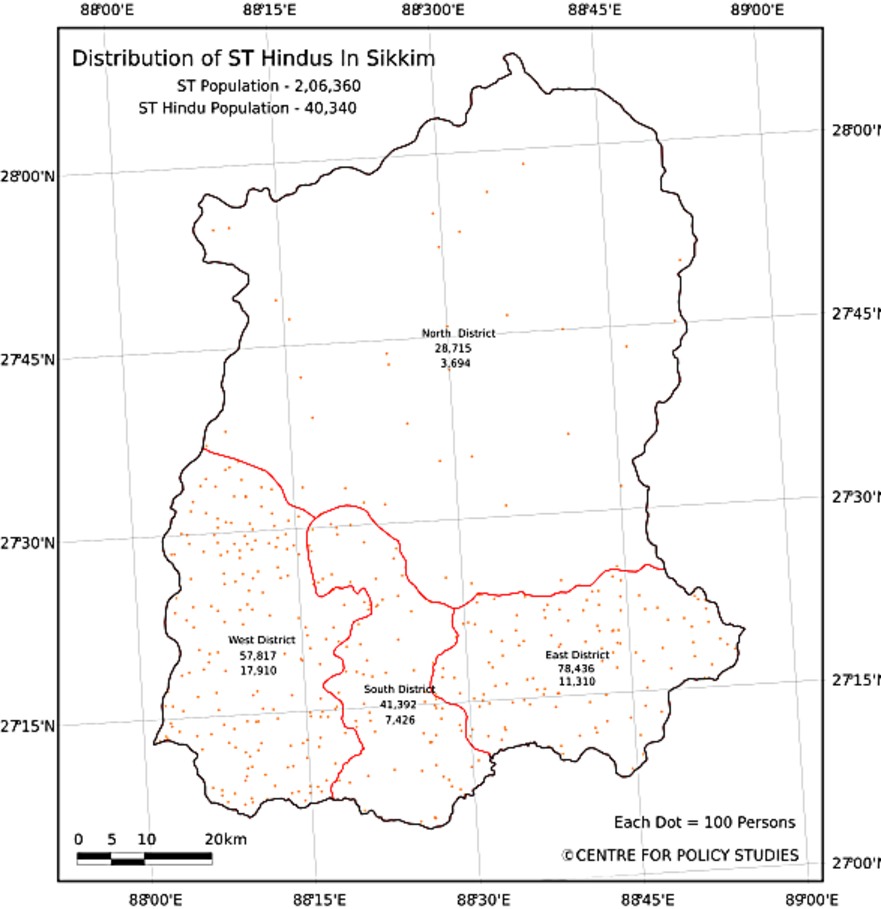 88°00'E 88°15'E 88°30'E 88°45'E 89°00'E
Distribution of ST Hindus In Sikkim
ST Population - 2,06,360
ST Hindu Population - 40,340
28°00'N
28°00'N
27°45'N
North District
28,715
3,694
27°45'N
27°30'N
27°30'N
West District
57,817
17,910
East District
78,436
11,310
27°15'N
South District
41,392
7,426
27°15'N
Each Dot = 100 Persons
0 5 10 20km
©CENTRE FOR POLICY STUDIES
27°00'N
88°00'E 88°15'E 88°30'E 88°45'E 89°00'E